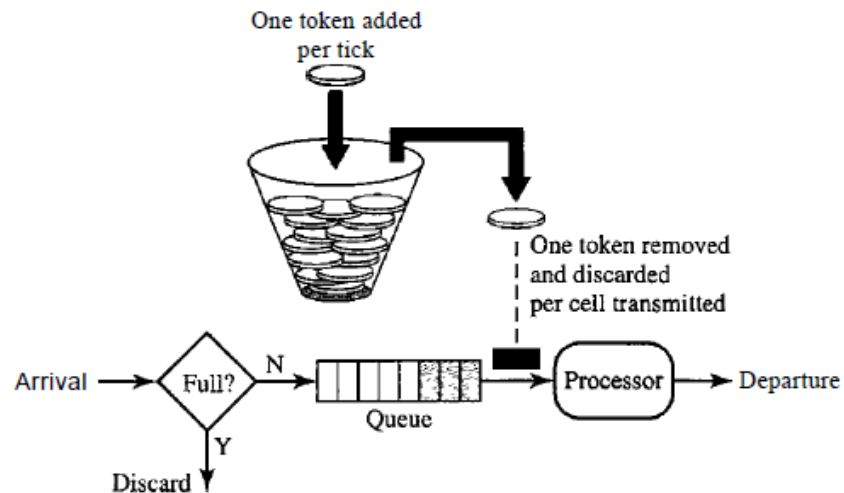 One token added
per tick
One token removed
and discarded
per cell transmitted
Arrival
Full?
N
Queue
Processor
Departure
Y
Discard